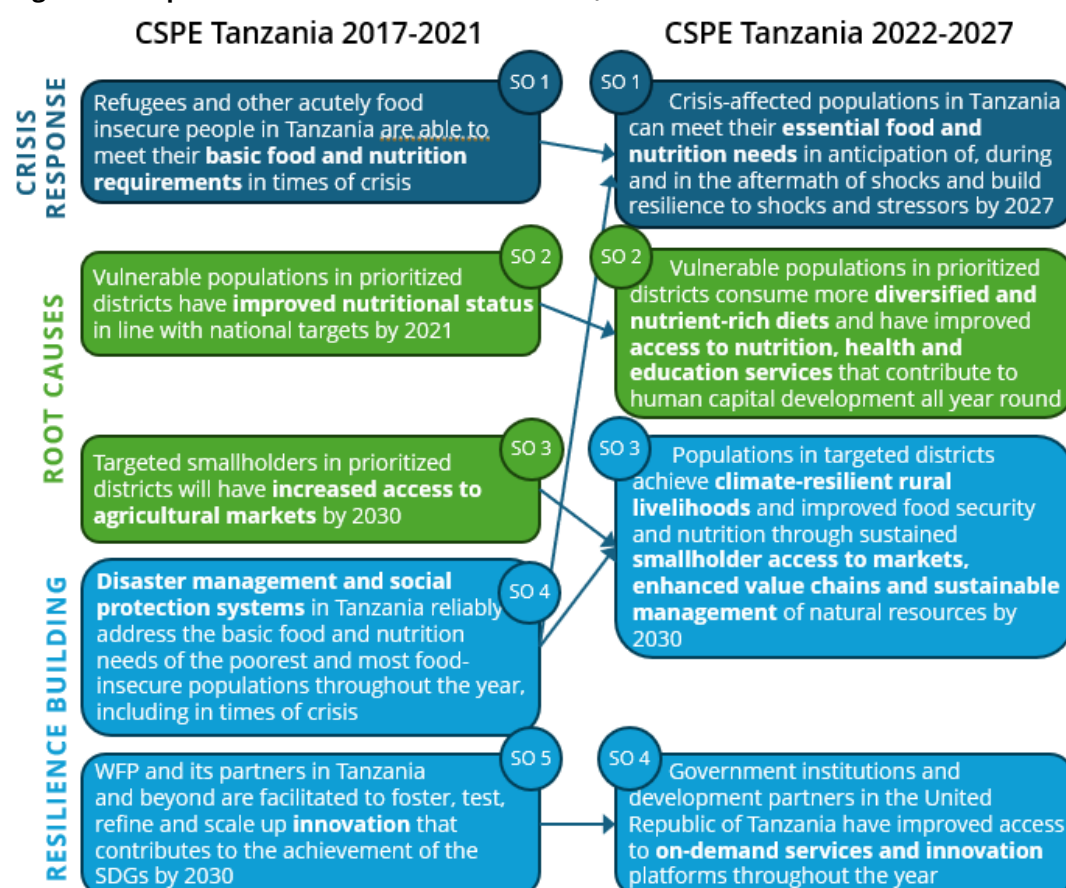 CSPE Tanzania 2017-2021
CSPE Tanzania 2022-2027
CRISIS
RESPONSE
SO 1
Refugees and other acutely food
insecure people in Tanzania are able to
meet their basic food and nutrition
requirements in times of crisis
SO 1
Crisis-affected populations in Tanzania
can meet their essential food and
nutrition needs in anticipation of, during
and in the aftermath of shocks and build
resilience to shocks and stressors by 2027
ROOT CAUSES
SO 2
Vulnerable populations in prioritized
districts have improved nutritional status
in line with national targets by 2021
SO 2
Vulnerable populations in prioritized
districts consume more diversified and
nutrient-rich diets and have improved
access to nutrition, health and
education services that contribute to
human capital development all year round
SO 3
Targeted smallholders in prioritized
districts will have increased access to
agricultural markets by 2030
SO 3
Populations in targeted districts
achieve climate-resilient rural
livelihoods and improved food security
and nutrition through sustained
smallholder access to markets,
enhanced value chains and sustainable
management of natural resources by
2030
RESILIENCE BUILDING
SO 4
Disaster management and social
protection systems in Tanzania reliably
address the basic food and nutrition
needs of the poorest and most food-
insecure populations throughout the year,
including in times of crisis
SO 5
WFP and its partners in Tanzania
and beyond are facilitated to foster, test,
refine and scale up innovation that
contributes to the achievement of the
SDGs by 2030
SO 4
Government institutions and
development partners in the United
Republic of Tanzania have improved access
to on-demand services and innovation
platforms throughout the year